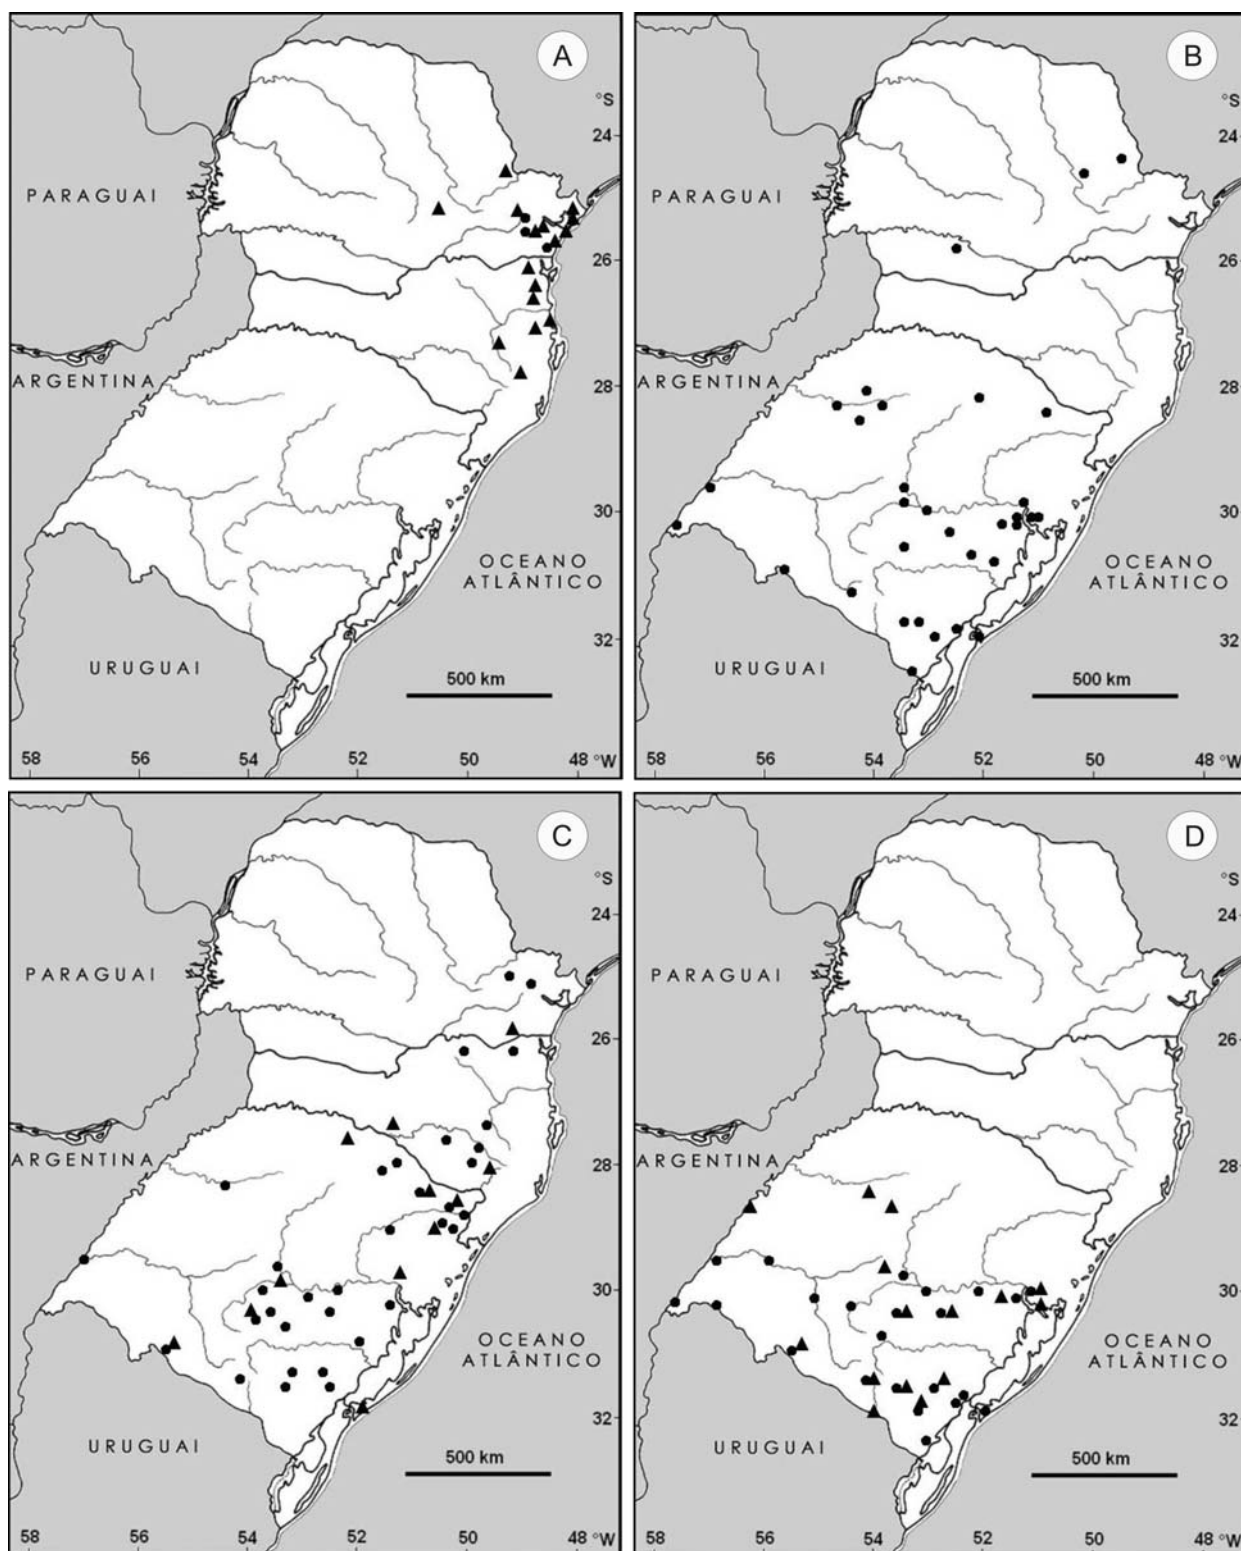 A
°S
24
PARAGUAI
26
ARGENTINA
28
30
OCEANO
ATLÂNTICO
32
URUGUAI
500 km
58
56
54
52
50
48 °W
B
°S
24
PARAGUAI
26
ARGENTINA
28
30
OCEANO
ATLÂNTICO
32
URUGUAI
500 km
58
56
54
52
50
48 °W
C
°S
24
PARAGUAI
26
ARGENTINA
28
30
OCEANO
ATLÂNTICO
32
URUGUAI
500 km
58
56
54
52
50
48 °W
D
°S
24
PARAGUAI
26
ARGENTINA
28
30
OCEANO
ATLÂNTICO
32
URUGUAI
500 km
58
56
54
52
50
48 °W